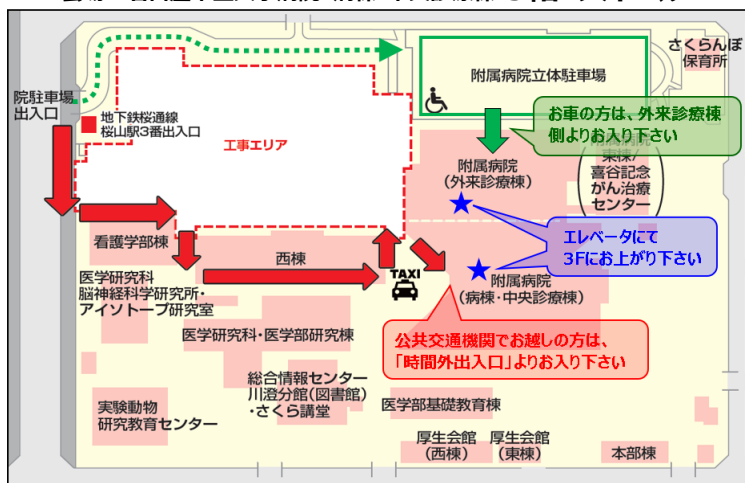 さくらんぼ
保育所
附属病院立体駐車場
院駐車場
出入口
地下鉄桜通線
桜山駅3番出入口
お車の方は、外来診療棟
側よりお入り下さい
工事エリア
附属病院
(外来診療棟)
附属病院
東棟/
喜谷記念
がん治療
センター
看護学部棟
西棟
エレベータにて
3Fにお上がり下さい
TAXI
医学研究科
脳神経科学研究所・
アイソトープ研究室
附属病院
(病棟・中央診療棟)
公共交通機関でお越しの方は、
「時間外出入口」よりお入り下さい
医学研究科・医学部研究棟
総合情報センター
川澄分館(図書館)
・さくら講堂
医学部基礎教育棟
実験動物
研究教育センター
厚生会館
(西棟)
厚生会館
(東棟)
本部棟